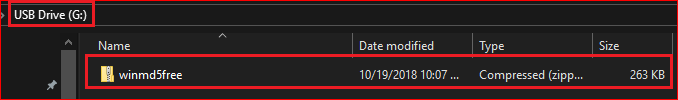 USB Drive (G:)
Name Date modified Type Size
winmd5free 10/19/2018 10:07 ... Compressed (zipp... 263 KB